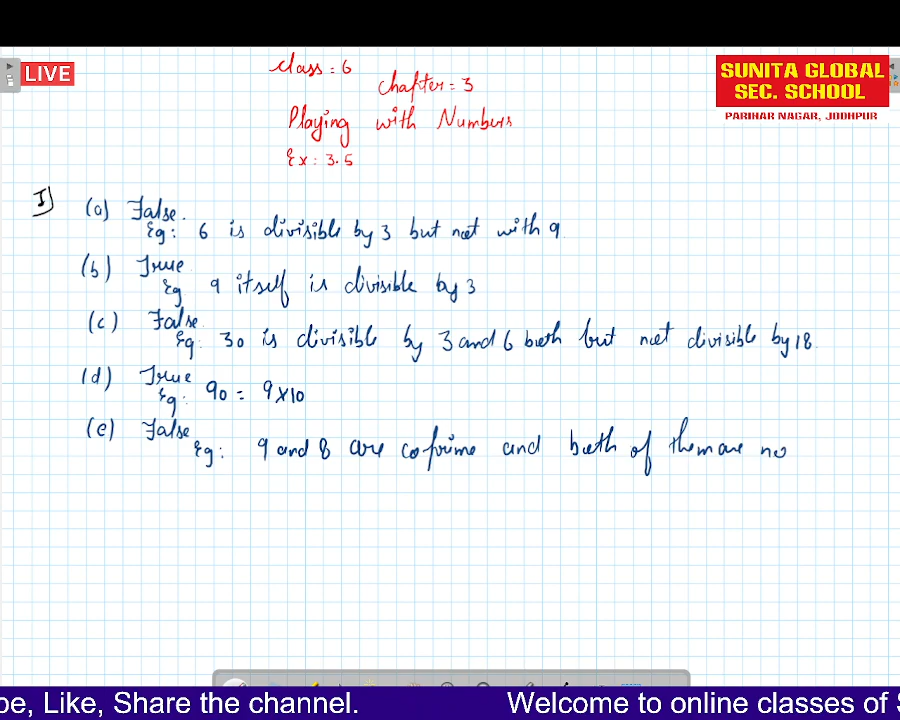 LIVE
SUNITA GLOBAL
SEC. SCHOOL
PARIHAR NAGAR, JODHPUR
class = 6
chapter = 3
Playing with Numbers
Ex : 3.5
I)
(a) False.
Eg: 6 is divisible by 3 but not with 9
(b) True
Eg 9 itself is divisible by 3
(c) False.
Eg. 30 is divisible by 3 and 6 both but not divisible by 18.
(d) True
Eg: 90 = 9x10
(e) False
Eg: 9 and 8 are coprime and both of them are no
be, Like, Share the channel. Welcome to online classes of S